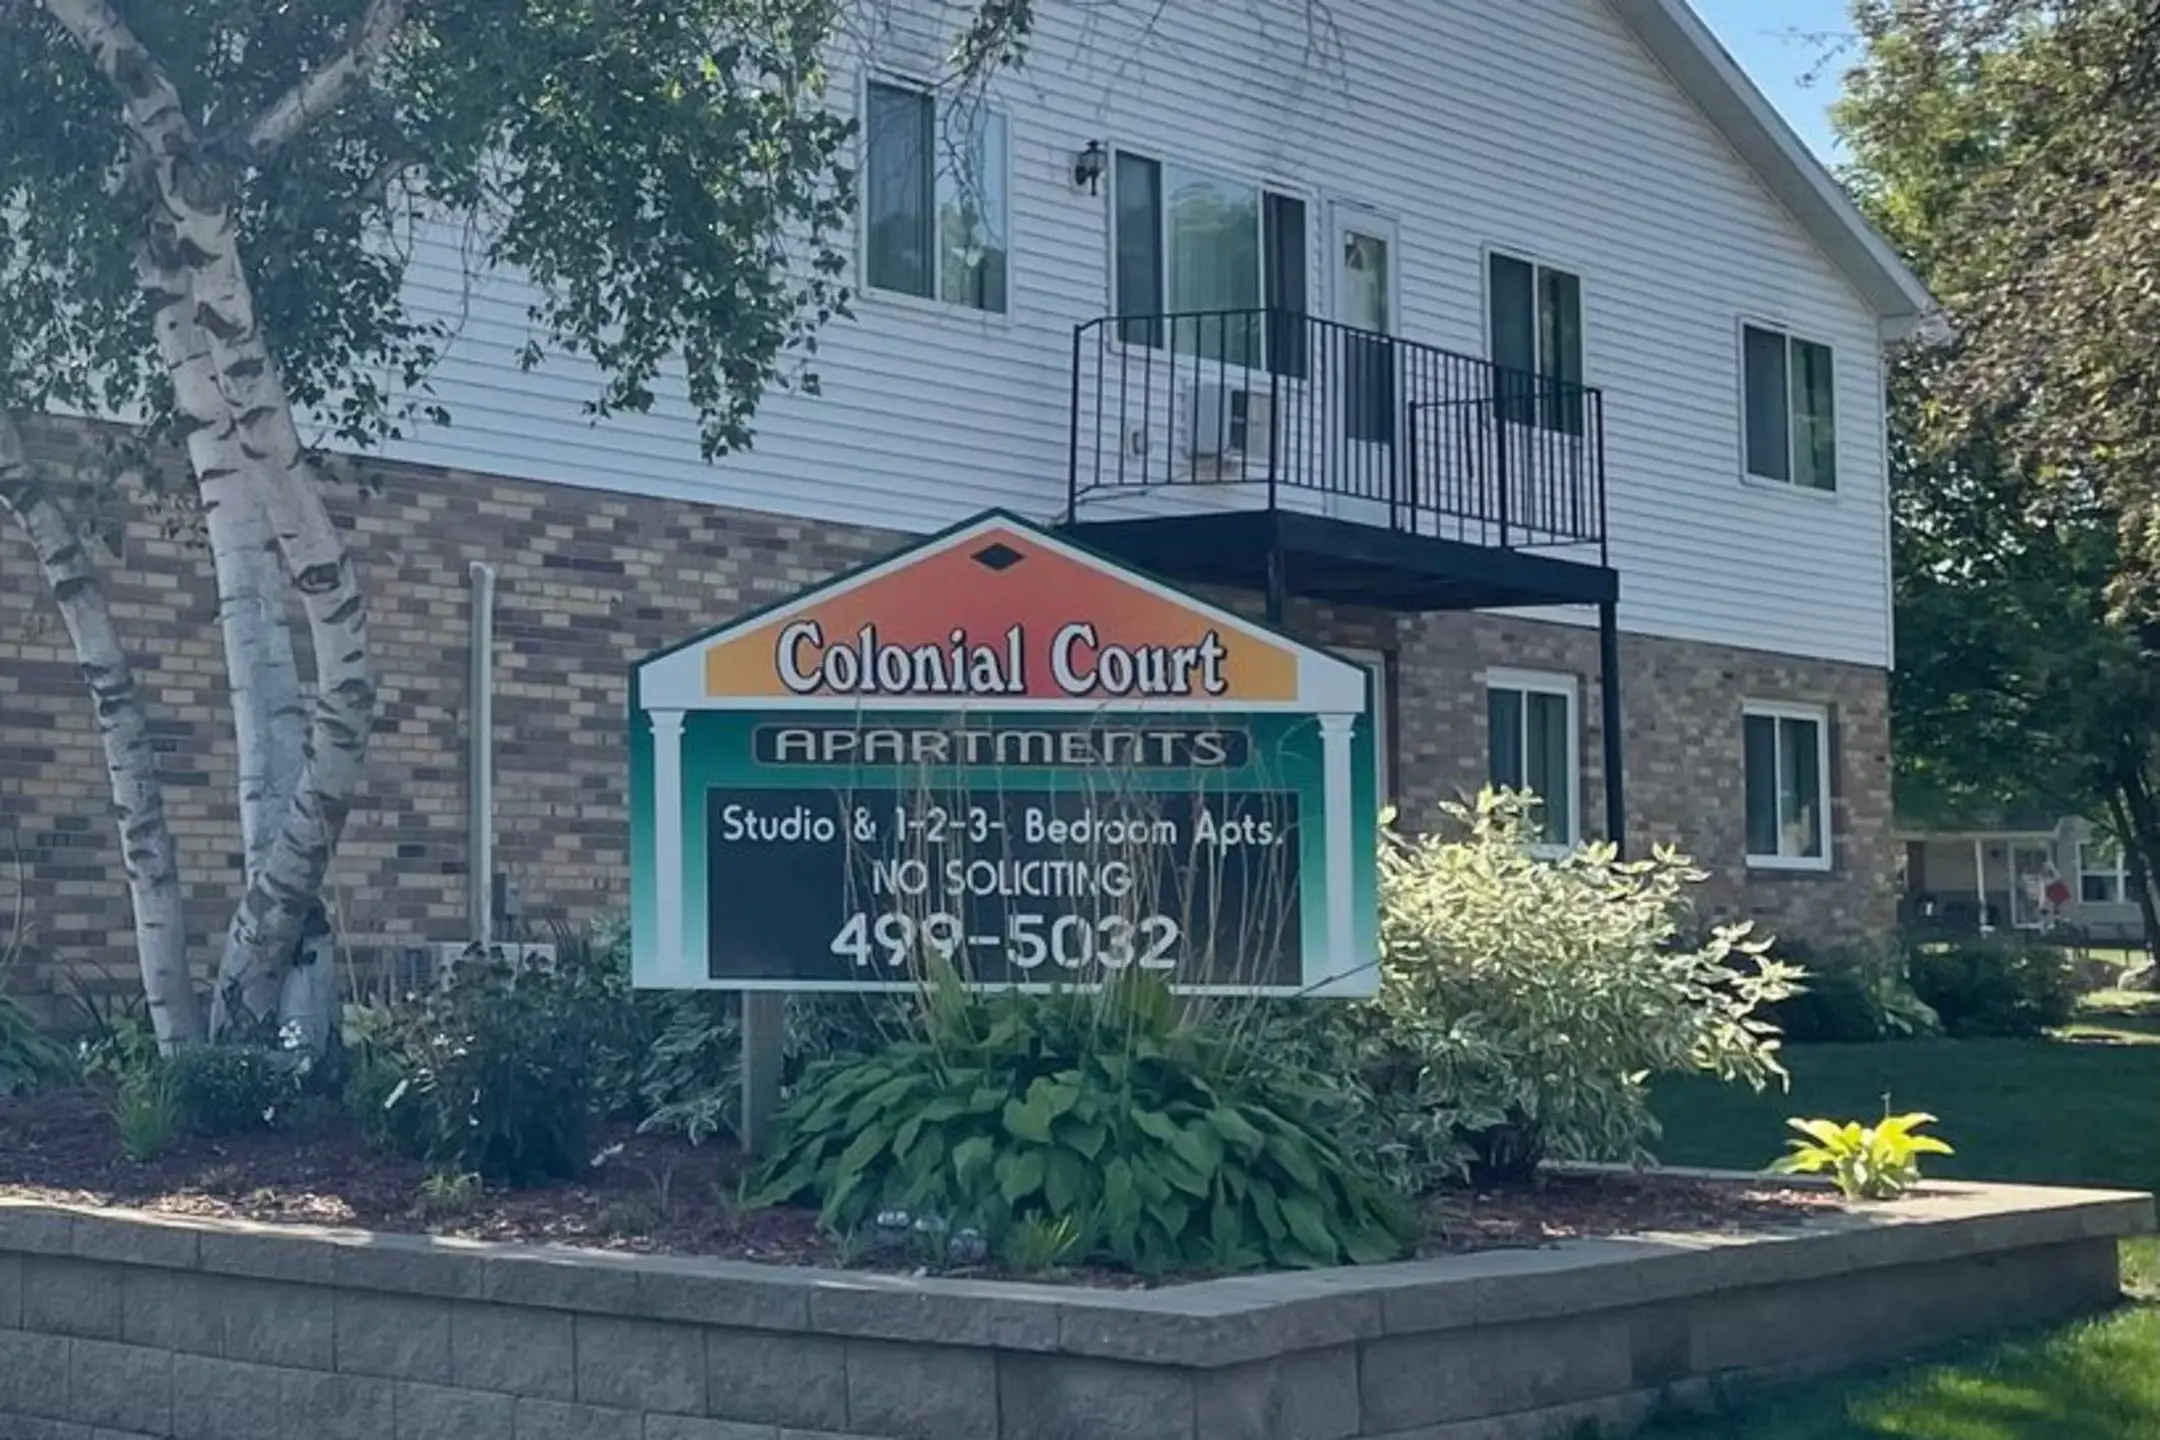 Colonial Court
APARTMENTS
Studio & 1-2-3- Bedroom Apts.
NO SOLICITING
499-5032